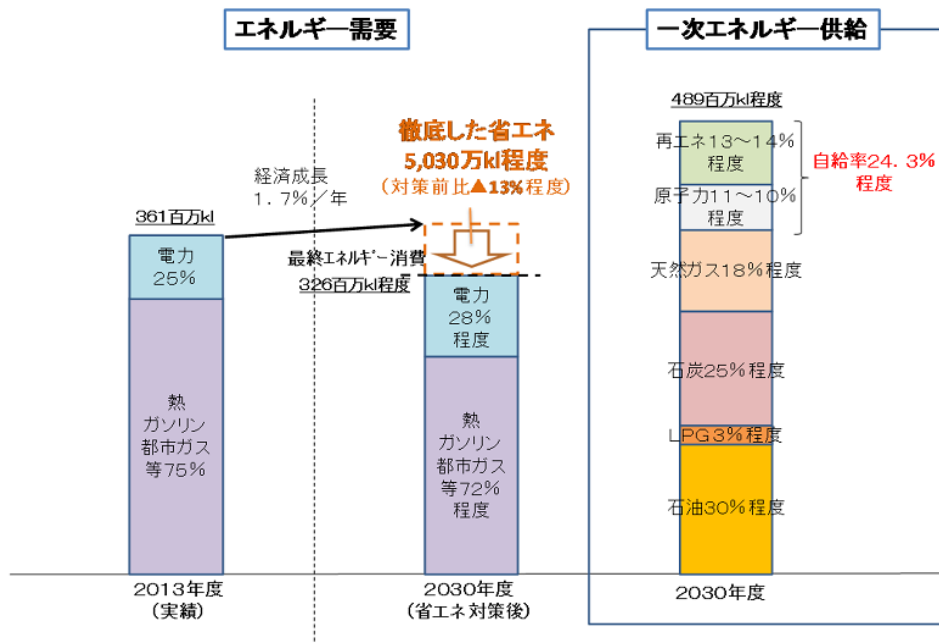 エネルギー需要
一次エネルギー供給
徹底した省エネ
5,030万kl程度
(対策前比▲13%程度)
経済成長
1.7%/年
361百万kl
電力
25%
熱
ガソリン
都市ガス
等75%
2013年度
(実績)
最終エネルギー消費
326百万kl程度
電力
28%
程度
熱
ガソリン
都市ガス
等72%
程度
2030年度
(省エネ対策後)
489百万kl程度
再エネ13~14%
程度
原子力11~10%
程度
自給率24.3%
程度
天然ガス18%程度
石炭25%程度
LPG3%程度
石油30%程度
2030年度